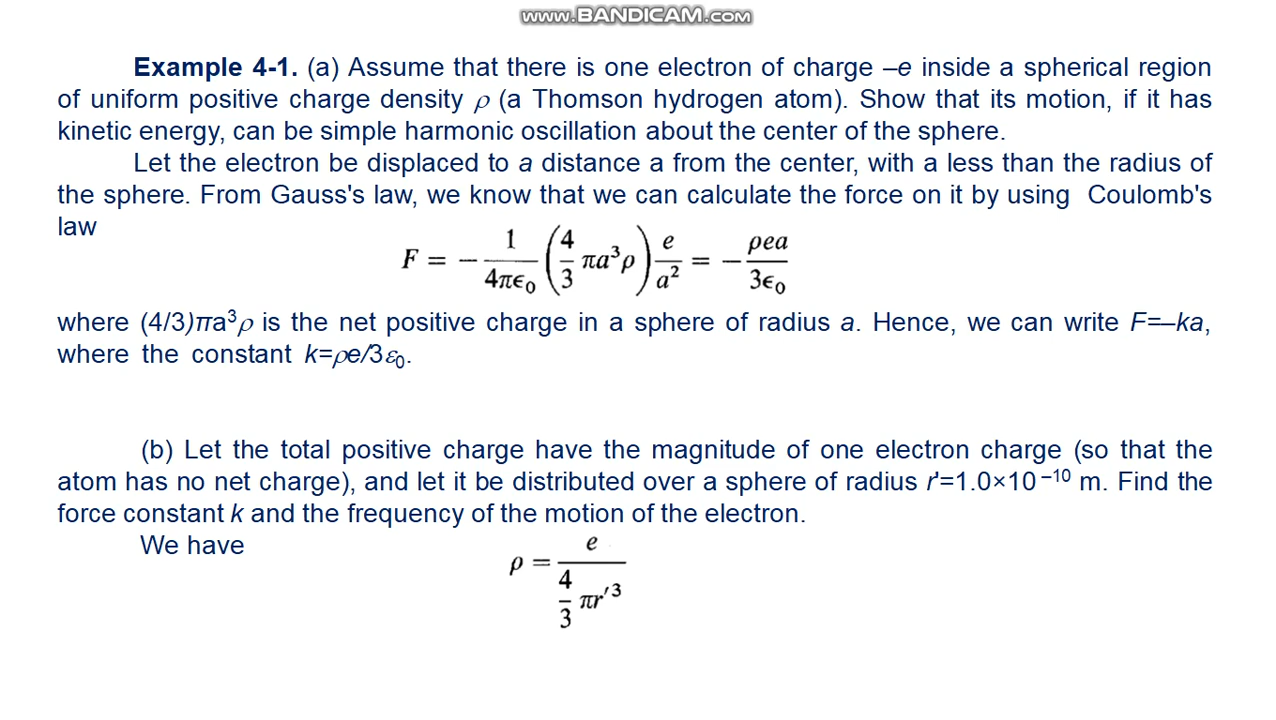 www.BANDICAM.com
Example 4-1. (a) Assume that there is one electron of charge –e inside a spherical region
of uniform positive charge density ρ (a Thomson hydrogen atom). Show that its motion, if it has
kinetic energy, can be simple harmonic oscillation about the center of the sphere.
Let the electron be displaced to a distance a from the center, with a less than the radius of
the sphere. From Gauss's law, we know that we can calculate the force on it by using Coulomb's
law
F = − 1/4πϵ₀ (4/3 πa³ρ) e/a² = − ρea/3ϵ₀
where (4/3)πa³ρ is the net positive charge in a sphere of radius a. Hence, we can write F=–ka,
where the constant k=ρe/3ε₀.
(b) Let the total positive charge have the magnitude of one electron charge (so that the
atom has no net charge), and let it be distributed over a sphere of radius r'=1.0×10⁻¹⁰ m. Find the
force constant k and the frequency of the motion of the electron.
We have
ρ = e / 4/3 πr′³